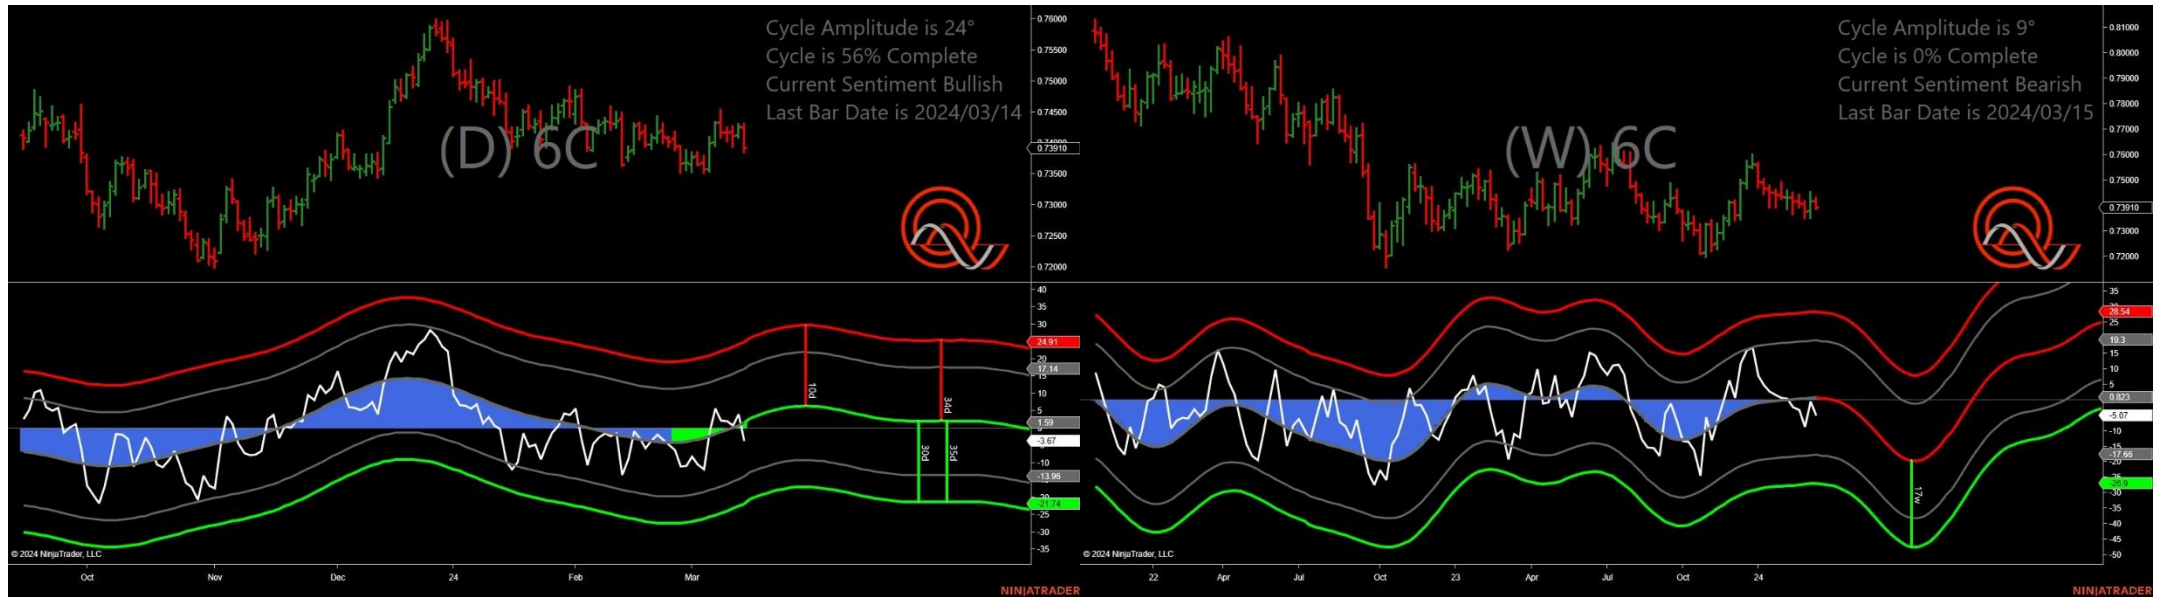 Cycle Amplitude is 24°
Cycle is 56% Complete
Current Sentiment Bullish
Last Bar Date is 2024/03/14
(D) 6C
0.76000
0.75500
0.75000
0.74500
0.73910
0.73500
0.73000
0.72500
0.72000
40
35
30
24.91
20
17.14
15
10
5
1.59
-3.67
-10
-13.96
-21.74
-25
-30
-35
10d
34d
30d
35d
© 2024 NinjaTrader, LLC
Oct
Nov
Dec
24
Feb
Mar
NINJATRADER
Cycle Amplitude is 9°
Cycle is 0% Complete
Current Sentiment Bearish
Last Bar Date is 2024/03/15
(W) 6C
0.81000
0.80000
0.79000
0.78000
0.77000
0.76000
0.75000
0.73910
0.73000
0.72000
35
28.54
25
19.3
15
10
5
0.823
-5.07
-10
-15
-17.66
-20
-26.9
-30
-35
-40
-45
-50
17w
© 2024 NinjaTrader, LLC
22
Apr
Jul
Oct
23
Apr
Jul
Oct
24
NINJATRADER